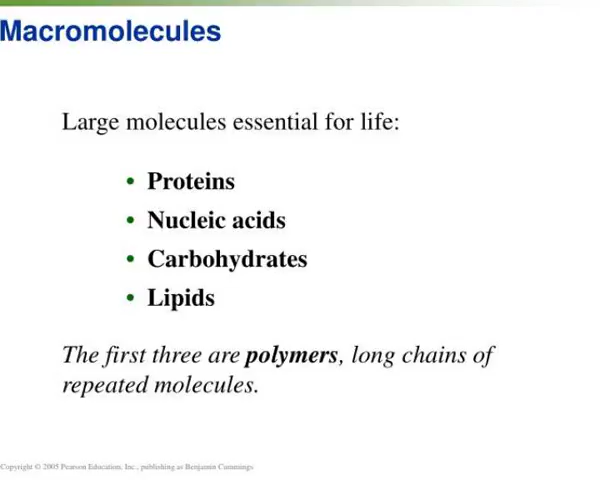 Macromolecules
Large molecules essential for life:
• Proteins
• Nucleic acids
• Carbohydrates
• Lipids
The first three are polymers, long chains of
repeated molecules.
Copyright © 2005 Pearson Education, Inc., publishing as Benjamin Cummings